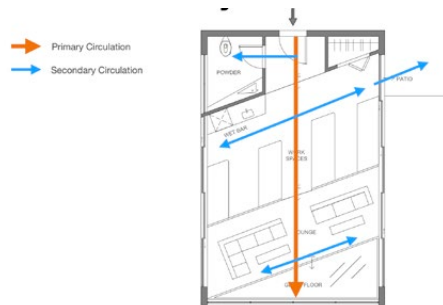 Primary Circulation
Secondary Circulation
POWDER
PATIO
WET BAR
WORK
SPACES
LOUNGE
FLOOR